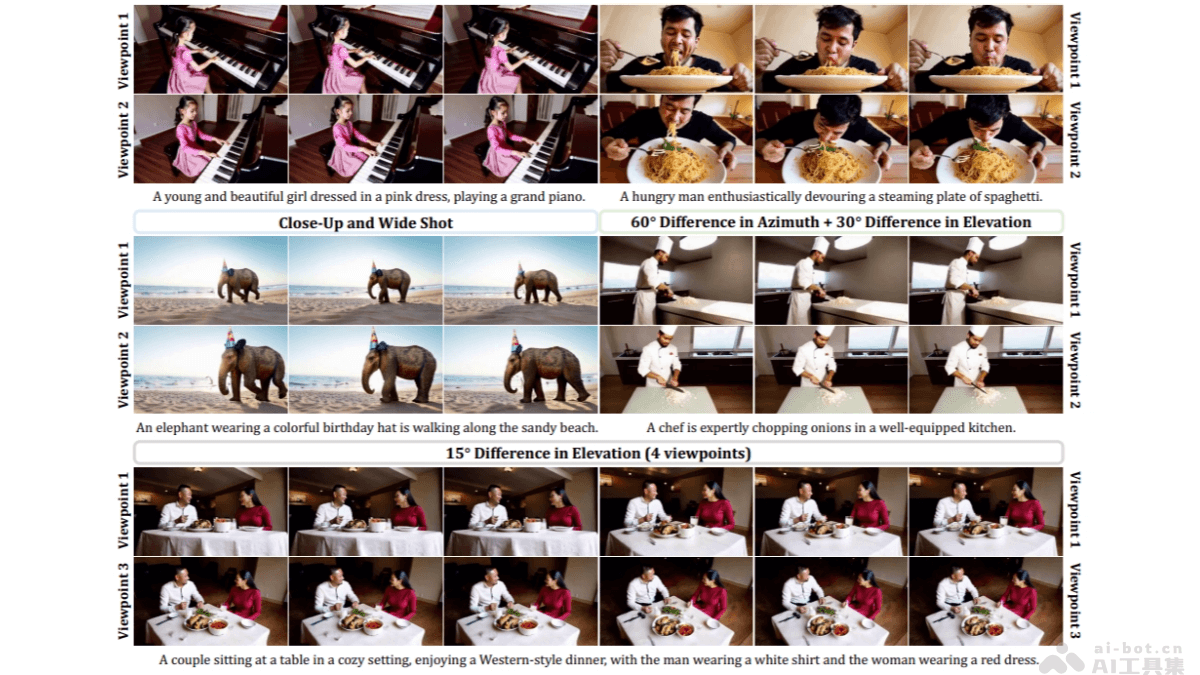 Viewpoint 1
Viewpoint 1
Viewpoint 2
Viewpoint 2
A young and beautiful girl dressed in a pink dress, playing a grand piano.
A hungry man enthusiastically devouring a steaming plate of spaghetti.
Close-Up and Wide Shot
60° Difference in Azimuth + 30° Difference in Elevation
Viewpoint 1
Viewpoint 1
Viewpoint 2
Viewpoint 2
An elephant wearing a colorful birthday hat is walking along the sandy beach.
A chef is expertly chopping onions in a well-equipped kitchen.
15° Difference in Elevation (4 viewpoints)
Viewpoint 1
Viewpoint 1
Viewpoint 3
Viewpoint 3
A couple sitting at a table in a cozy setting, enjoying a Western-style dinner, with the man wearing a white shirt and the woman wearing a red dress.
ai-bot.cn
AI工具集